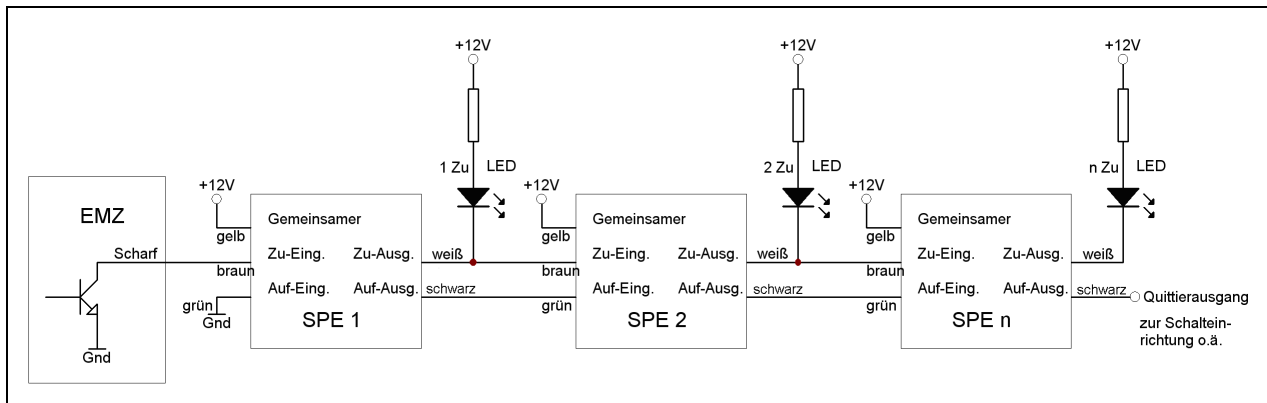 +12V
+12V
+12V
1 Zu LED
2 Zu LED
n Zu LED
+12V
+12V
+12V
EMZ
Scharf
Gnd
gelb
braun
grün
Gnd
Gemeinsamer
Zu-Eing. Zu-Ausg.
Auf-Eing. Auf-Ausg.
SPE 1
weiß
schwarz
gelb
braun
grün
Gemeinsamer
Zu-Eing. Zu-Ausg.
Auf-Eing. Auf-Ausg.
SPE 2
weiß
schwarz
gelb
braun
grün
Gemeinsamer
Zu-Eing. Zu-Ausg.
Auf-Eing. Auf-Ausg.
SPE n
weiß
schwarz
Quittierausgang
zur Schaltein-
richtung o.ä.